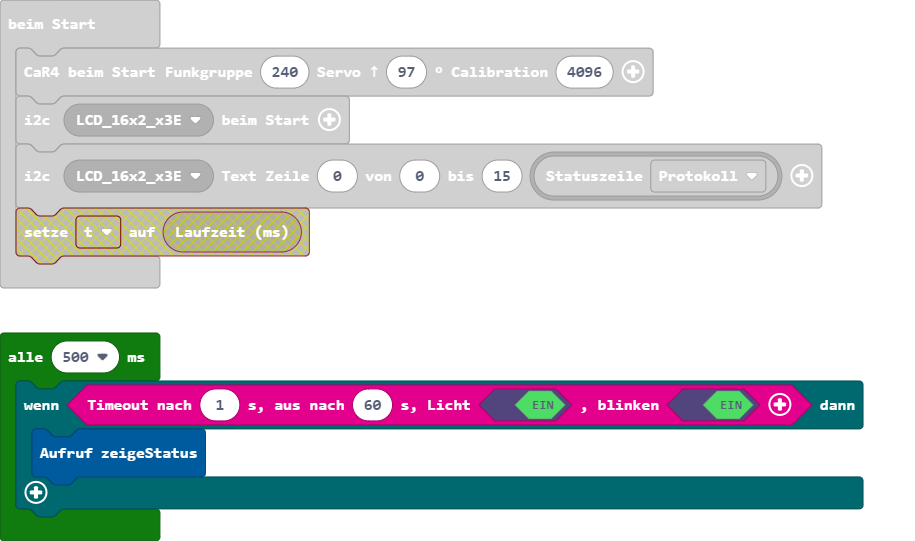 beim Start
CaR4 beim Start Funkgruppe 240 Servo ↑ 97 ° Calibration 4096
i2c LCD_16x2_x3E beim Start
i2c LCD_16x2_x3E Text Zeile 0 von 0 bis 15 Statuszeile Protokoll
setze t auf Laufzeit (ms)
alle 500 ms
wenn Timeout nach 1 s, aus nach 60 s, Licht EIN , blinken EIN dann
Aufruf zeigeStatus